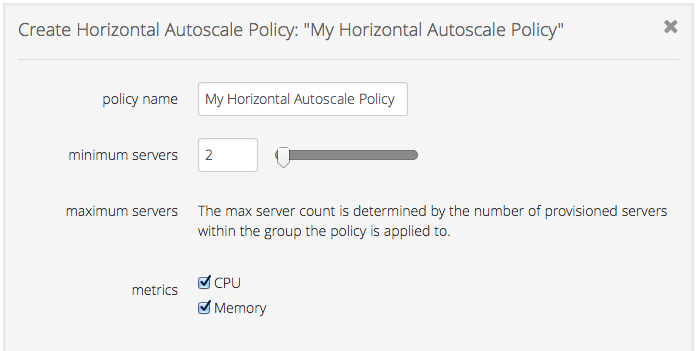 Create Horizontal Autoscale Policy: "My Horizontal Autoscale Policy"
policy name My Horizontal Autoscale Policy
minimum servers 2
maximum servers The max server count is determined by the number of provisioned servers
within the group the policy is applied to.
metrics CPU
Memory